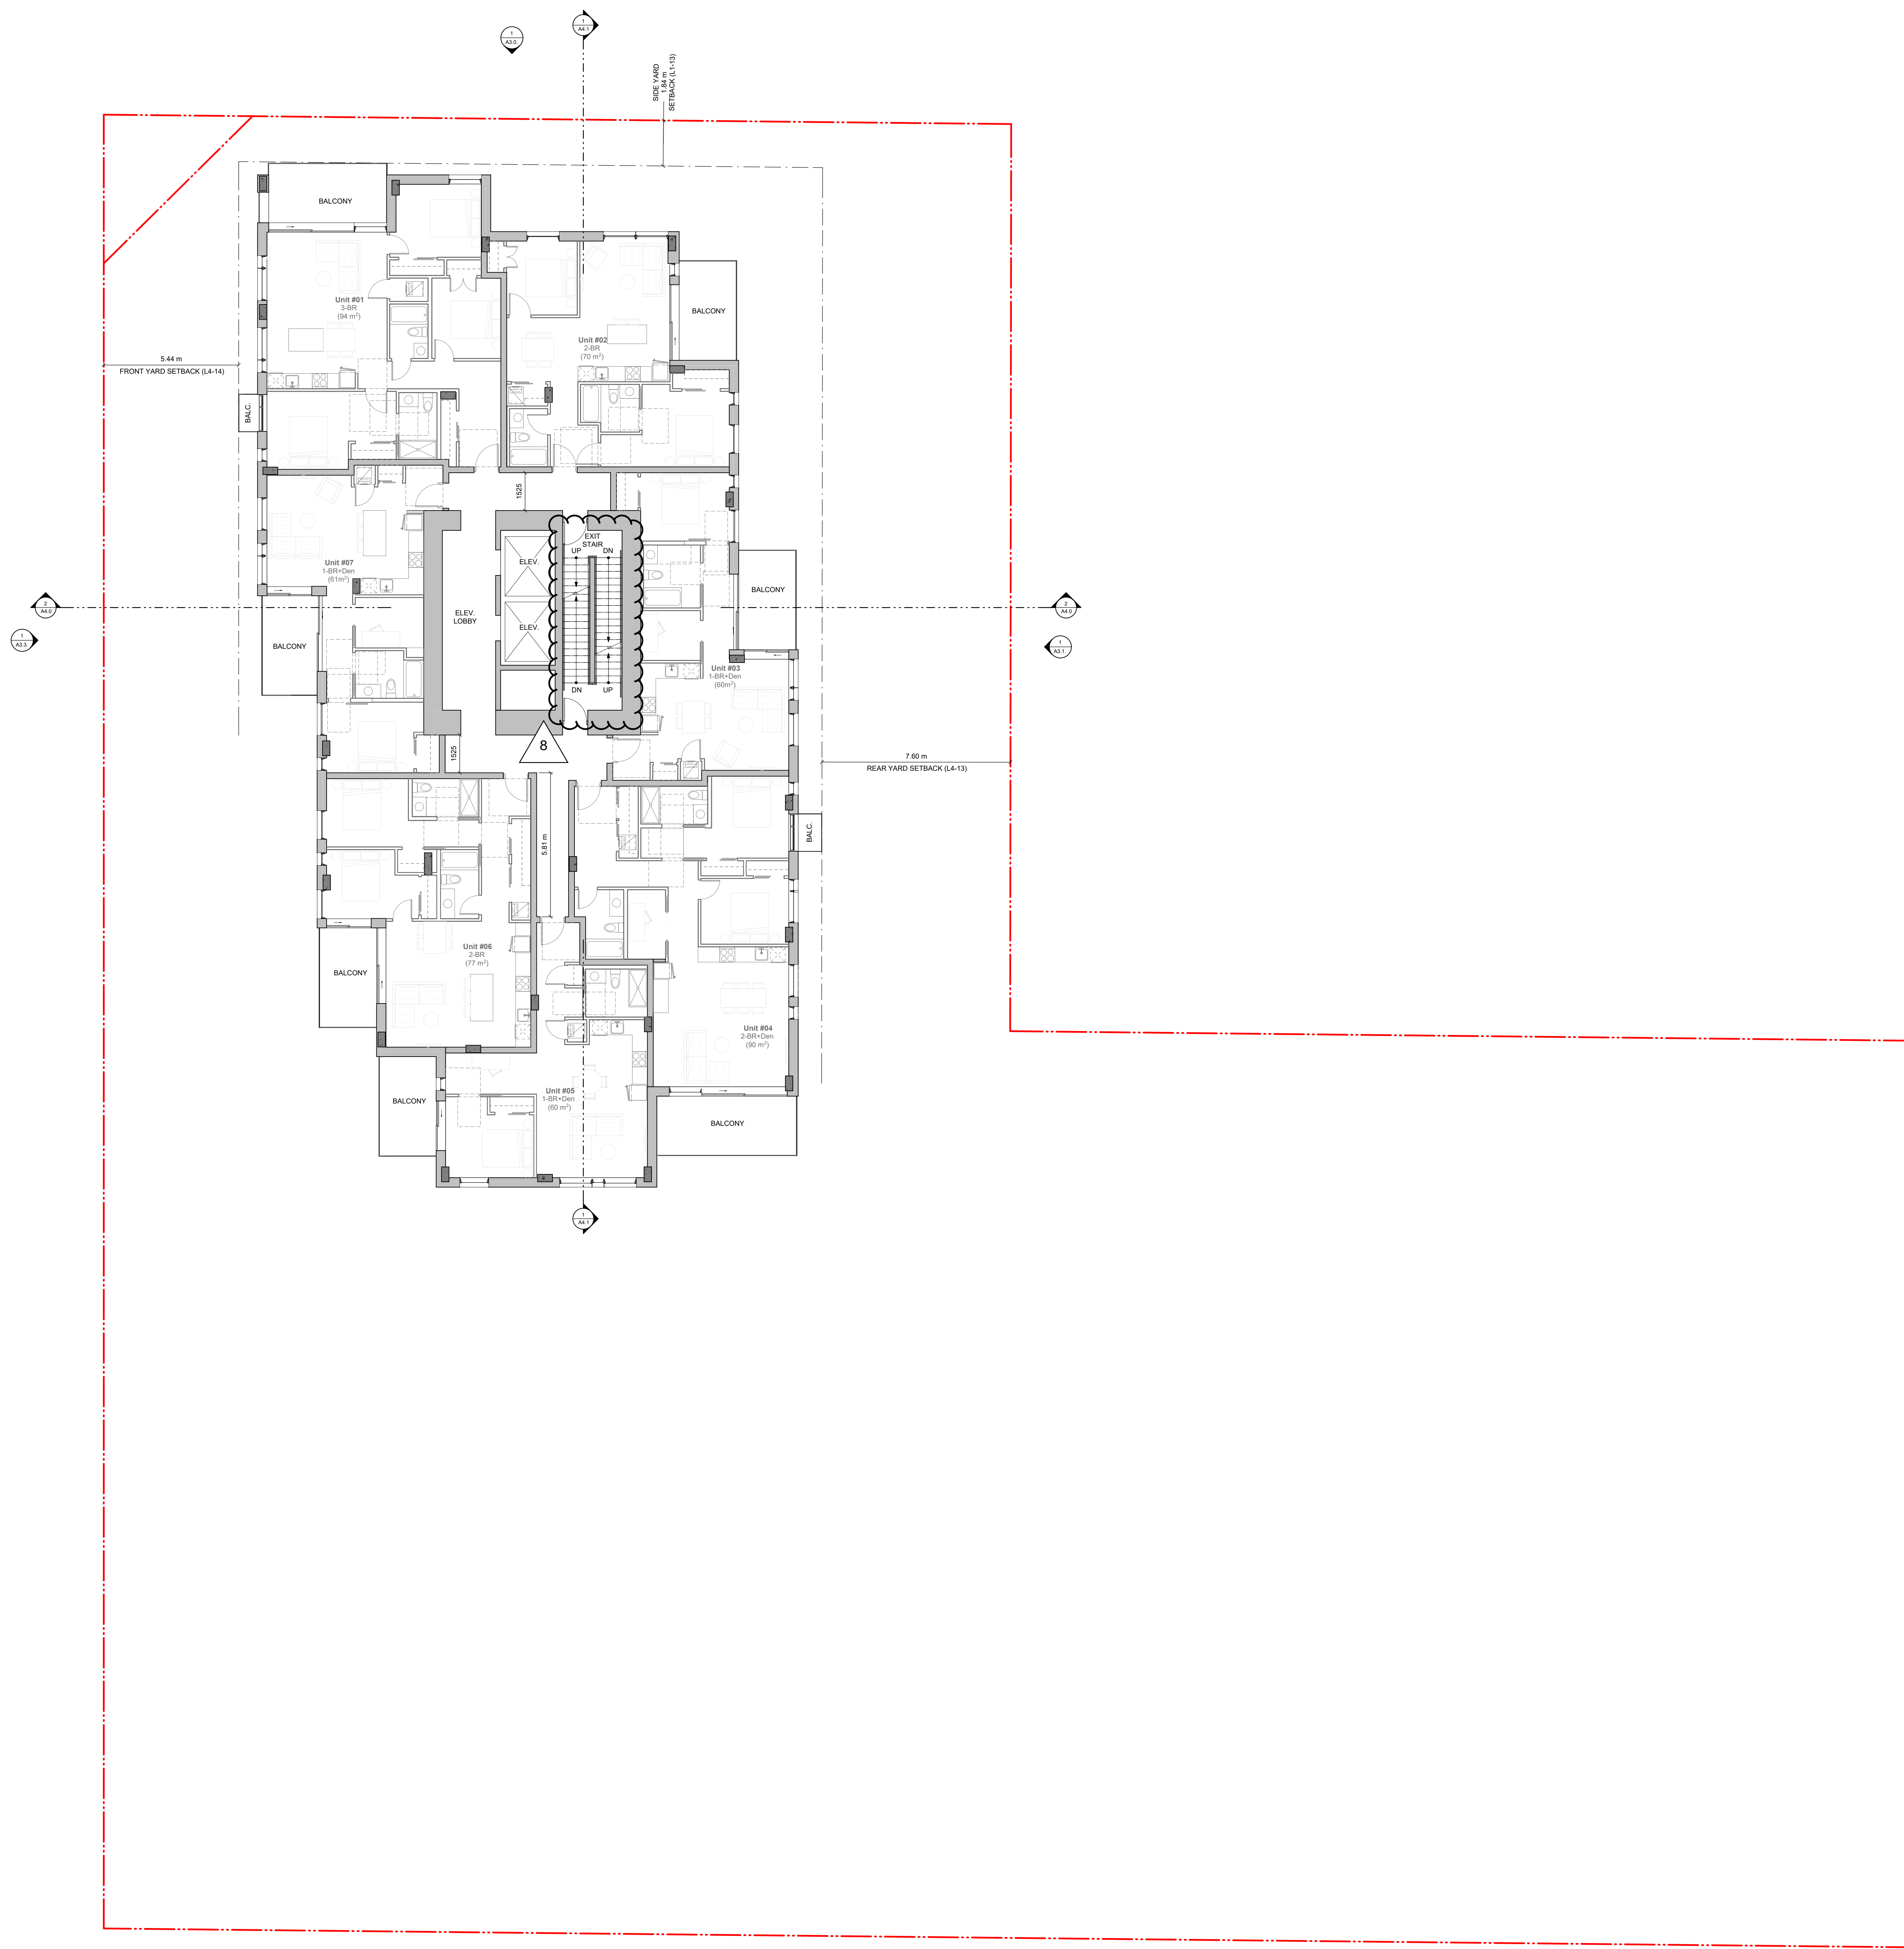 1
A4.1
1
A3.0.
SIDE YARD
1.84 m
SETBACK (L1-13)
BALCONY
Unit #01
3-BR
(94 m²)
BALCONY
Unit #02
2-BR
(70 m²)
5.44 m
FRONT YARD SETBACK (L4-14)
BALC.
1525
EXIT
STAIR
UP
DN
ELEV.
Unit #07
1-BR+Den
(61m²)
BALCONY
2
A4.0
2
A4.0
ELEV.
LOBBY
ELEV.
1
A3.3.
BALCONY
1
A3.1.
Unit #03
1-BR+Den
(60m²)
DN
UP
8
1525
7.60 m
REAR YARD SETBACK (L4-13)
BALC.
5.81 m
Unit #06
2-BR
(77 m²)
BALCONY
Unit #04
2-BR+Den
(90 m²)
Unit #05
1-BR+Den
(60 m²)
BALCONY
BALCONY
1
A4.1